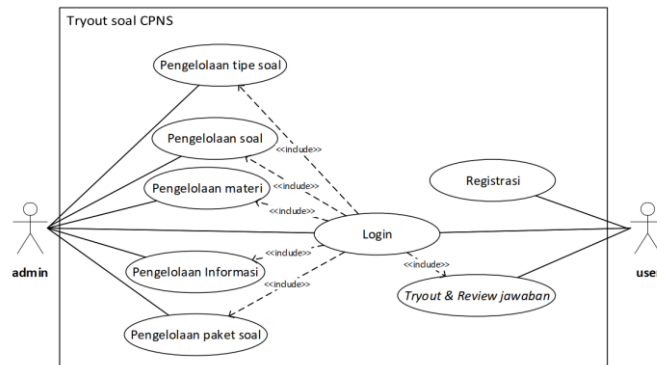 Tryout soal CPNS
Pengelolaan tipe soal
Pengelolaan soal
<<include>>
<<include>>
Pengelolaan materi
<<include>>
Registrasi
Login
admin
user
<<include>>
Pengelolaan Informasi
<<include>>
<<include>>
Tryout & Review jawaban
Pengelolaan paket soal